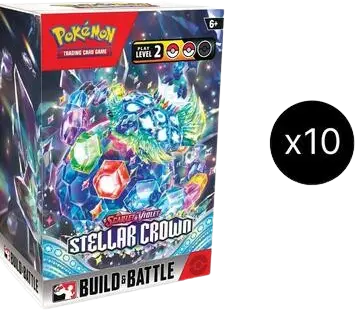 Pokémon
TRADING CARD GAME
PLAY
LEVEL 2
6+
SCARLET & VIOLET
STELLAR CROWN
BUILD & BATTLE
x10